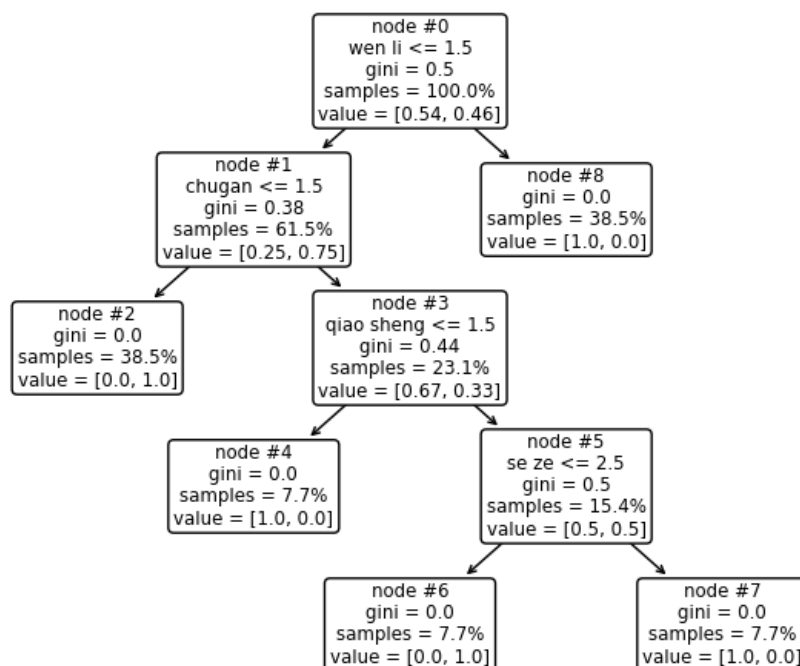 node #0
wen li <= 1.5
gini = 0.5
samples = 100.0%
value = [0.54, 0.46]
node #1
chugan <= 1.5
gini = 0.38
samples = 61.5%
value = [0.25, 0.75]
node #8
gini = 0.0
samples = 38.5%
value = [1.0, 0.0]
node #2
gini = 0.0
samples = 38.5%
value = [0.0, 1.0]
node #3
qiao sheng <= 1.5
gini = 0.44
samples = 23.1%
value = [0.67, 0.33]
node #4
gini = 0.0
samples = 7.7%
value = [1.0, 0.0]
node #5
se ze <= 2.5
gini = 0.5
samples = 15.4%
value = [0.5, 0.5]
node #6
gini = 0.0
samples = 7.7%
value = [0.0, 1.0]
node #7
gini = 0.0
samples = 7.7%
value = [1.0, 0.0]